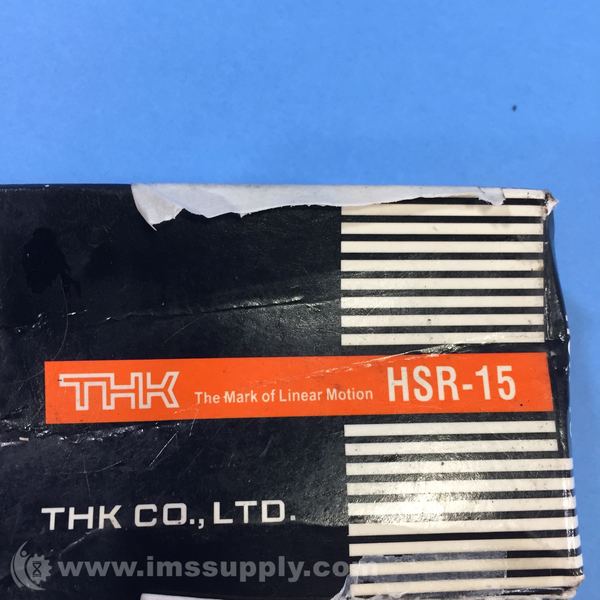 THK The Mark of Linear Motion HSR-15
THK CO., LTD.
www.imssupply.com